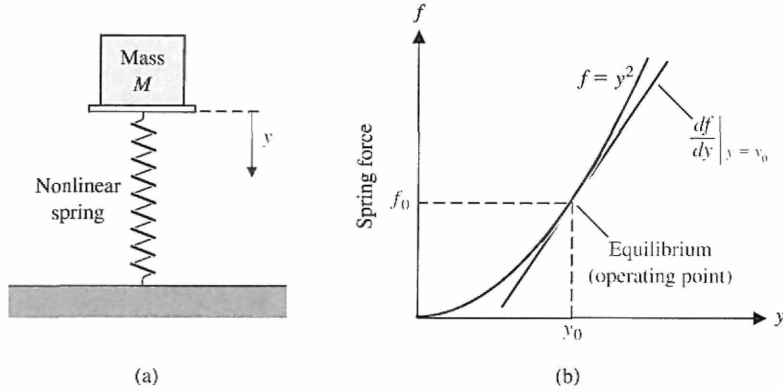 Mass
M
y
Nonlinear
spring
(a)
f
f = y²
df/dy | y = y₀
Spring force
f₀
Equilibrium
(operating point)
y₀
y
(b)